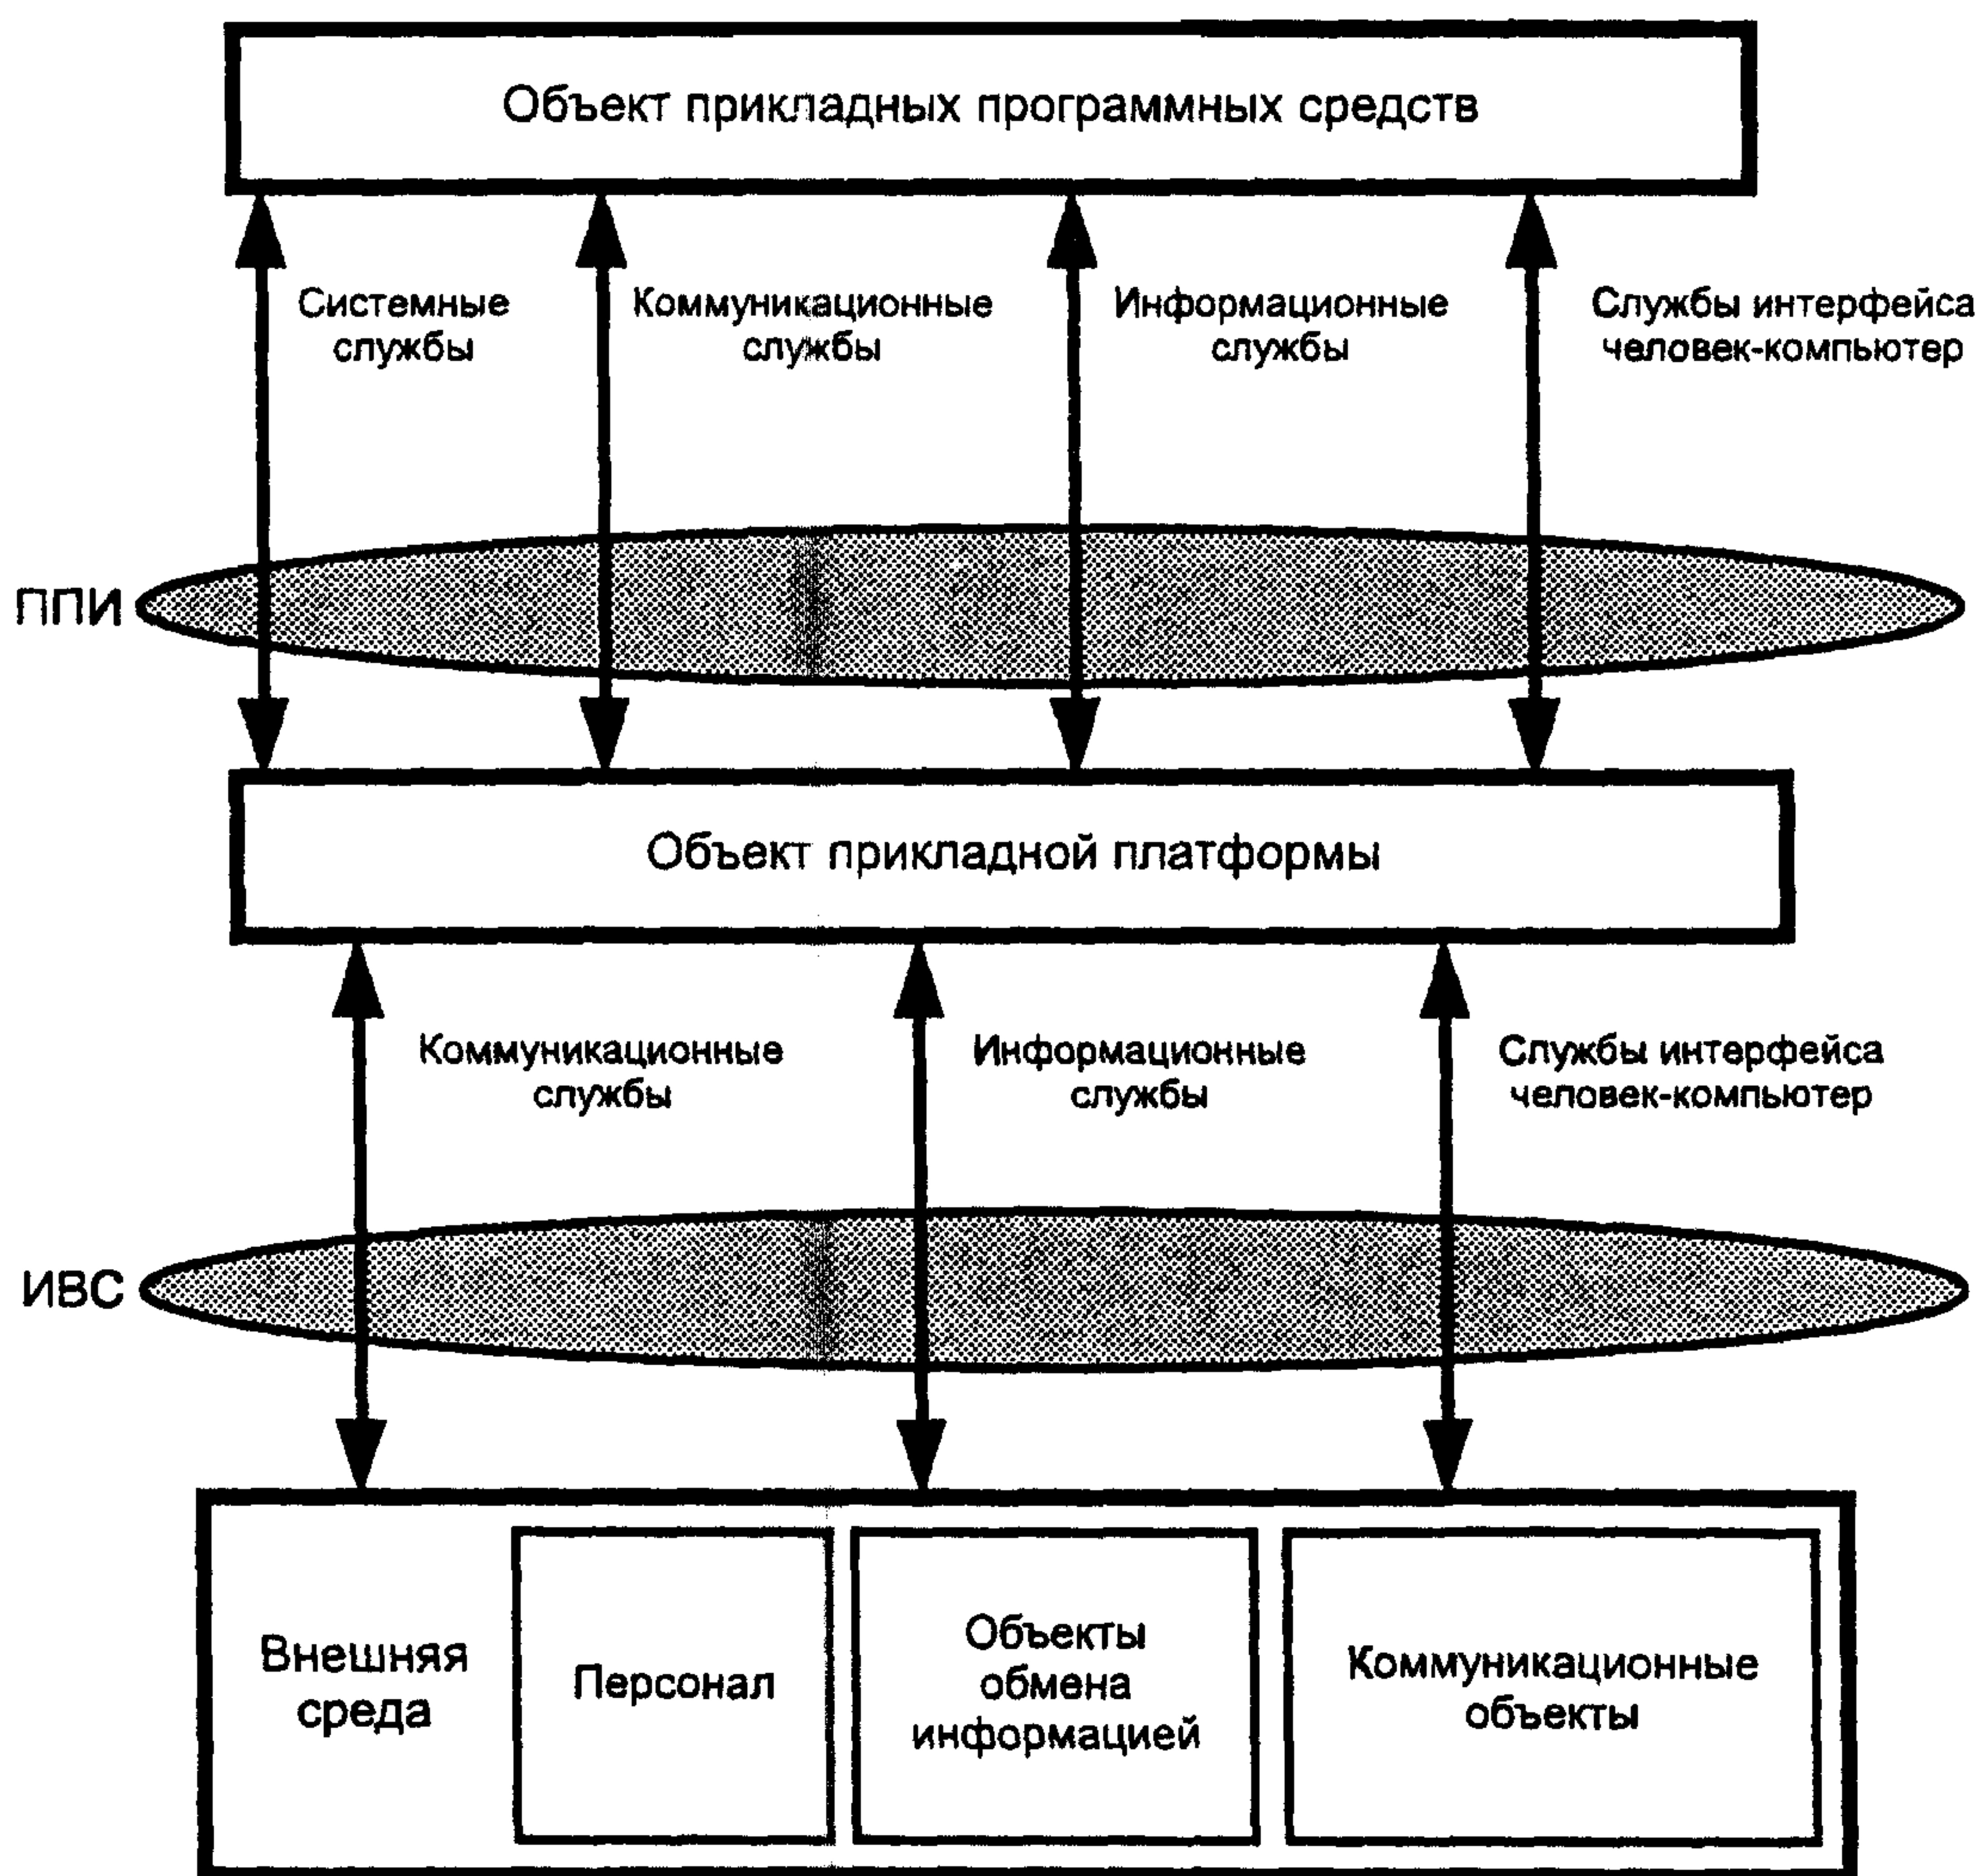 Объект прикладных программных средств
Системные
службы
Коммуникационные
службы
Информационные
службы
Службы интерфейса
человек-компьютер
ППИ
Объект прикладной платформы
Коммуникационные
службы
Информационные
службы
Службы интерфейса
человек-компьютер
ИВС
Внешняя
среда
Персонал
Объекты
обмена
информацией
Коммуникационные
объекты